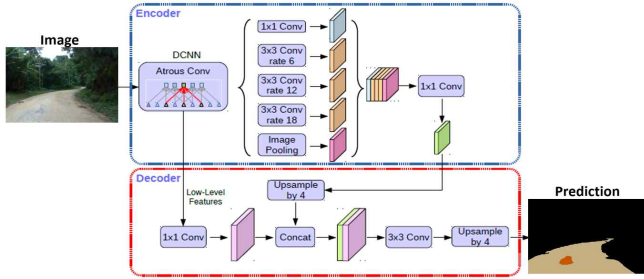 Image
Encoder
DCNN
Atrous Conv
1x1 Conv
3x3 Conv
rate 6
3x3 Conv
rate 12
3x3 Conv
rate 18
Image
Pooling
1x1 Conv
Decoder
Low-Level
Features
Upsample
by 4
1x1 Conv
Concat
3x3 Conv
Upsample
by 4
Prediction